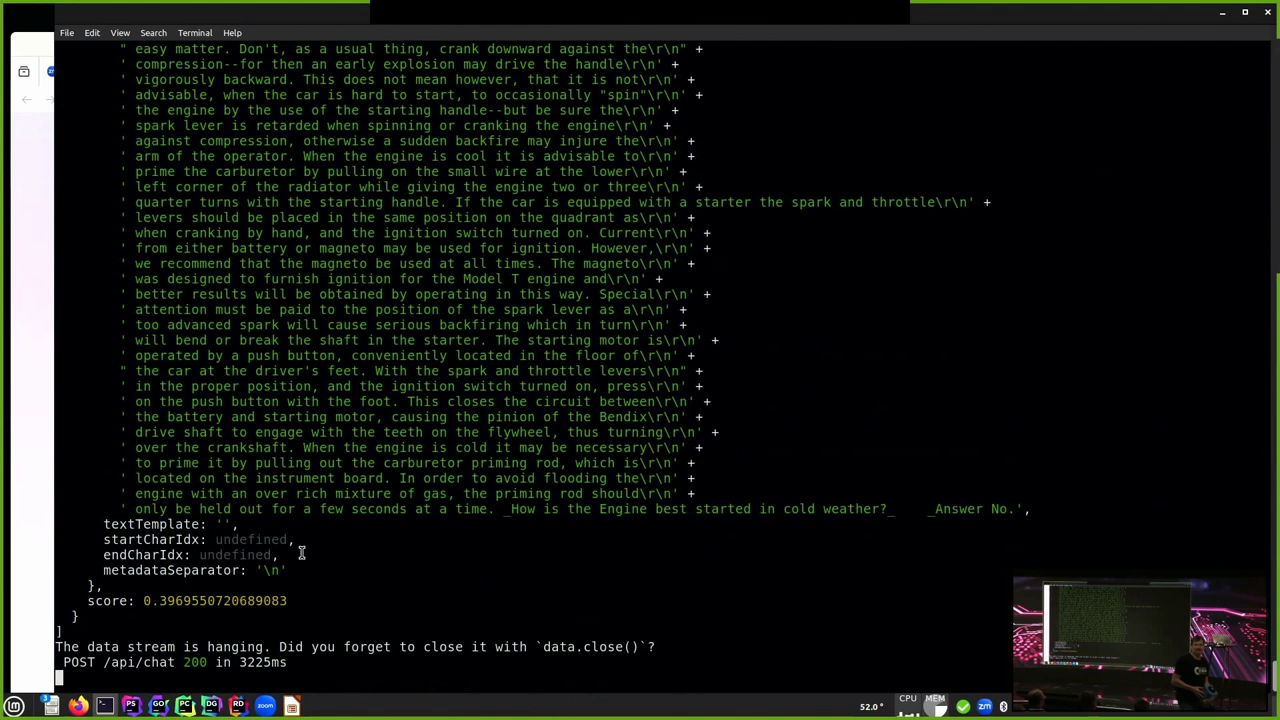 File Edit View Search Terminal Help
" easy matter. Don't, as a usual thing, crank downward against the\r\n" +
' compression--for then an early explosion may drive the handle\r\n' +
' vigorously backward. This does not mean however, that it is not\r\n' +
' advisable, when the car is hard to start, to occasionally "spin"\r\n' +
' the engine by the use of the starting handle--but be sure the\r\n' +
' spark lever is retarded when spinning or cranking the engine\r\n' +
' against compression, otherwise a sudden backfire may injure the\r\n' +
' arm of the operator. When the engine is cool it is advisable to\r\n' +
' prime the carburetor by pulling on the small wire at the lower\r\n' +
' left corner of the radiator while giving the engine two or three\r\n' +
' quarter turns with the starting handle. If the car is equipped with a starter the spark and throttle\r\n' +
' levers should be placed in the same position on the quadrant as\r\n' +
' when cranking by hand, and the ignition switch turned on. Current\r\n' +
' from either battery or magneto may be used for ignition. However,\r\n' +
' we recommend that the magneto be used at all times. The magneto\r\n' +
' was designed to furnish ignition for the Model T engine and\r\n' +
' better results will be obtained by operating in this way. Special\r\n' +
' attention must be paid to the position of the spark lever as a\r\n' +
' too advanced spark will cause serious backfiring which in turn\r\n' +
' will bend or break the shaft in the starter. The starting motor is\r\n' +
' operated by a push button, conveniently located in the floor of\r\n' +
" the car at the driver's feet. With the spark and throttle levers\r\n" +
' in the proper position, and the ignition switch turned on, press\r\n' +
' on the push button with the foot. This closes the circuit between\r\n' +
' the battery and starting motor, causing the pinion of the Bendix\r\n' +
' drive shaft to engage with the teeth on the flywheel, thus turning\r\n' +
' over the crankshaft. When the engine is cold it may be necessary\r\n' +
' to prime it by pulling out the carburetor priming rod, which is\r\n' +
' located on the instrument board. In order to avoid flooding the\r\n' +
' engine with an over rich mixture of gas, the priming rod should\r\n' +
' only be held out for a few seconds at a time. _How is the Engine best started in cold weather?_    _Answer No.',
textTemplate: '',
startCharIdx: undefined,
endCharIdx: undefined,
metadataSeparator: '\n'
},
score: 0.3969550720689083
}
]
The data stream is hanging. Did you forget to close it with `data.close()`?
POST /api/chat 200 in 3225ms
3 PS GO PC DG RD zoom 52.0° CPU MEM zm